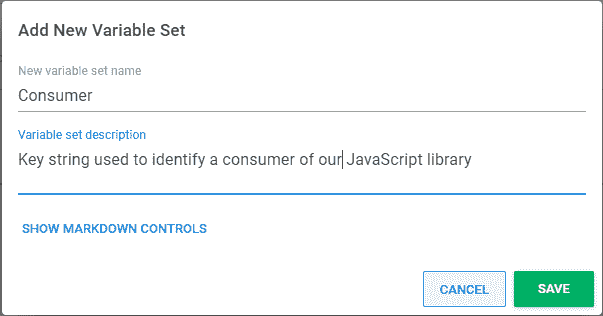 Add New Variable Set
New variable set name
Consumer
Variable set description
Key string used to identify a consumer of our JavaScript library
SHOW MARKDOWN CONTROLS
CANCEL
SAVE